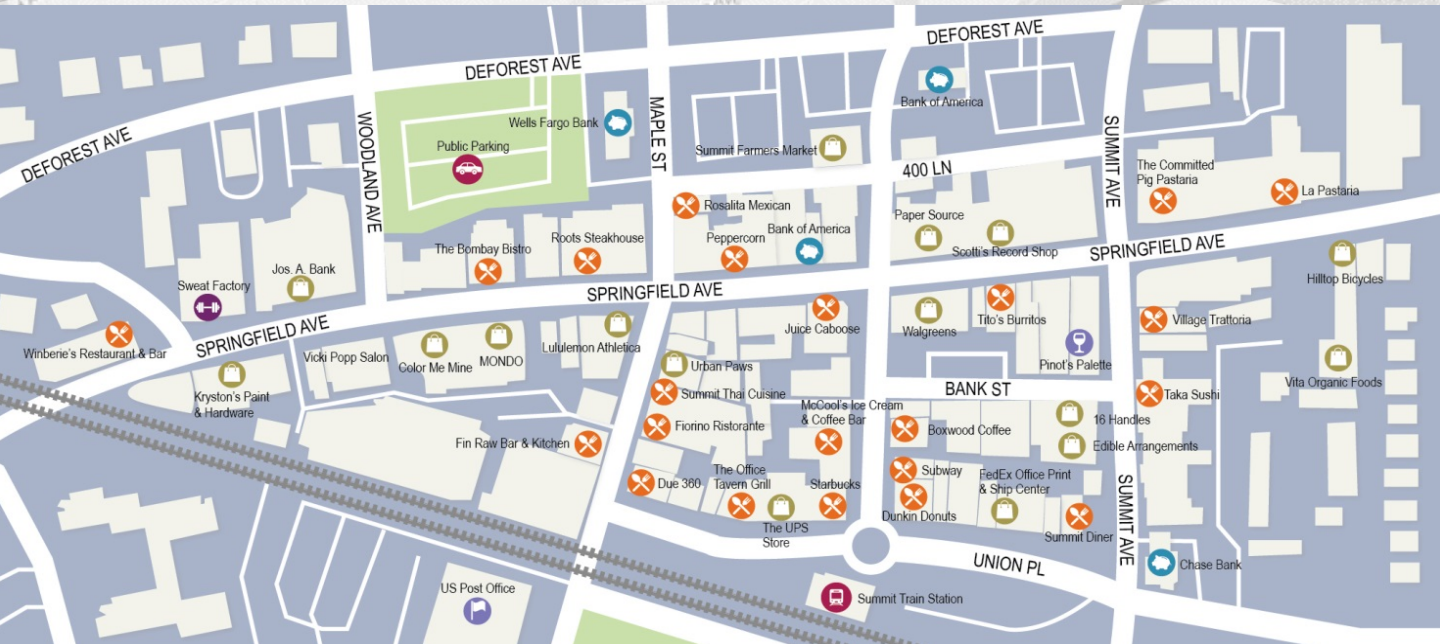 DEFOREST AVE
DEFOREST AVE
DEFOREST AVE
WOODLAND AVE
MAPLE ST
SUMMIT AVE
Bank of America
Wells Fargo Bank
Public Parking
Summit Farmers Market
400 LN
The Committed
Pig Pastaria
La Pastaria
Rosalita Mexican
Paper Source
Bank of America
Peppercorn
Roots Steakhouse
The Bombay Bistro
Scotti's Record Shop
SPRINGFIELD AVE
Hilltop Bicycles
Jos. A. Bank
Sweat Factory
SPRINGFIELD AVE
SPRINGFIELD AVE
Winberie's Restaurant & Bar
Vicki Popp Salon
Color Me Mine
MONDO
Lululemon Athletica
Juice Caboose
Walgreens
Tito's Burritos
Village Trattoria
Pinot's Palette
Urban Paws
Kryston's Paint
& Hardware
Summit Thai Cuisine
BANK ST
Taka Sushi
Vita Organic Foods
McCool's Ice Cream
& Coffee Bar
16 Handles
Fiorino Ristorante
Boxwood Coffee
Edible Arrangements
Fin Raw Bar & Kitchen
Due 360
The Office
Tavern Grill
Starbucks
Subway
FedEx Office Print
& Ship Center
SUMMIT AVE
The UPS
Store
Dunkin Donuts
Summit Diner
UNION PL
Chase Bank
US Post Office
Summit Train Station